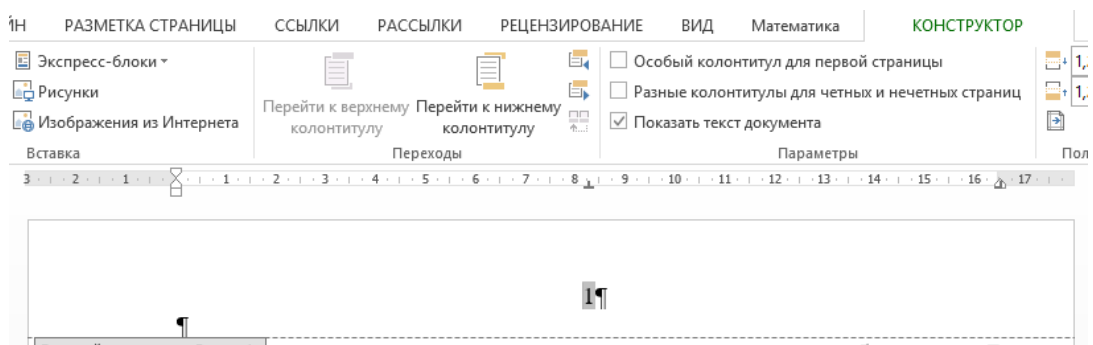 ЙН РАЗМЕТКА СТРАНИЦЫ ССЫЛКИ РАССЫЛКИ РЕЦЕНЗИРОВАНИЕ ВИД Математика КОНСТРУКТОР
Экспресс-блоки
Рисунки
Изображения из Интернета
Вставка
Перейти к верхнему колонтитулу
Перейти к нижнему колонтитулу
Переходы
Особый колонтитул для первой страницы
Разные колонтитулы для четных и нечетных страниц
Показать текст документа
Параметры
1,
1,
Пол
3 2 1 1 2 3 4 5 6 7 8 9 10 11 12 13 14 15 16 17
1¶
¶